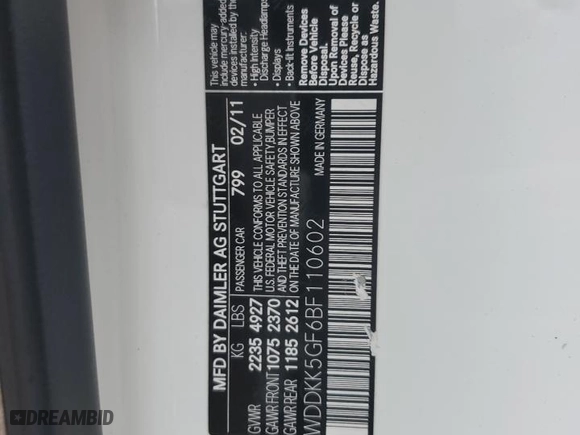 This vehicle may
include mercury-added
devices installed by the
• High Intensity
Discharge Headlamps
• Displays
• Back-lit Instruments
Remove Devices
Before Vehicle
Disposal.
Upon Removal of
Devices Please
Reuse, Recycle or
Dispose as
Hazardous Waste.
MFD BY DAIMLER AG STUTTGART
KG LBS PASSENGER CAR 799 02/11
GVWR 2235 4927
GAWR FRONT 1075 2370
GAWR REAR 1185 2612
THIS VEHICLE CONFORMS TO ALL APPLICABLE
U.S. FEDERAL MOTOR VEHICLE SAFETY, BUMPER
AND THEFT PREVENTION STANDARDS IN EFFECT
ON THE DATE OF MANUFACTURE SHOWN ABOVE
WDDKK5GF6BF110602 MADE IN GERMANY
DREAMBID